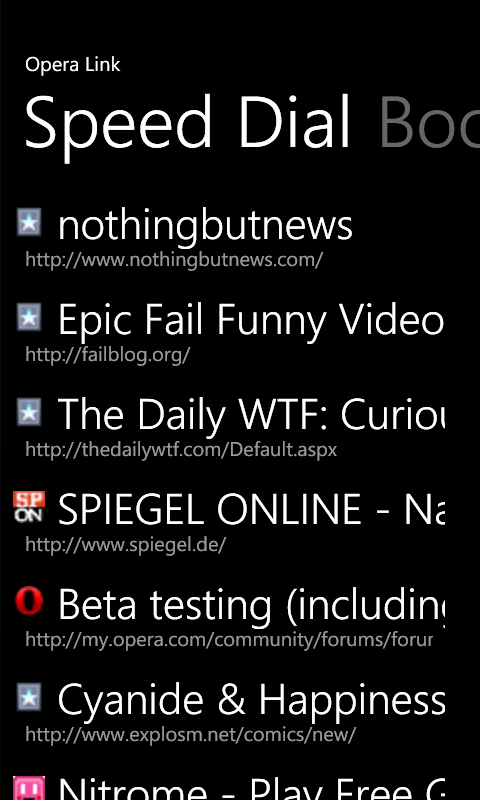 Opera Link
Speed Dial Boo
nothingbutnews
http://www.nothingbutnews.com/
Epic Fail Funny Video
http://failblog.org/
The Daily WTF: Curiou
http://thedailywtf.com/Default.aspx
SP
ON
SPIEGEL ONLINE - Na
http://www.spiegel.de/
Beta testing (including
http://my.opera.com/community/forums/forur
Cyanide & Happiness
http://www.explosm.net/comics/new/
Nitrome - Play Free G